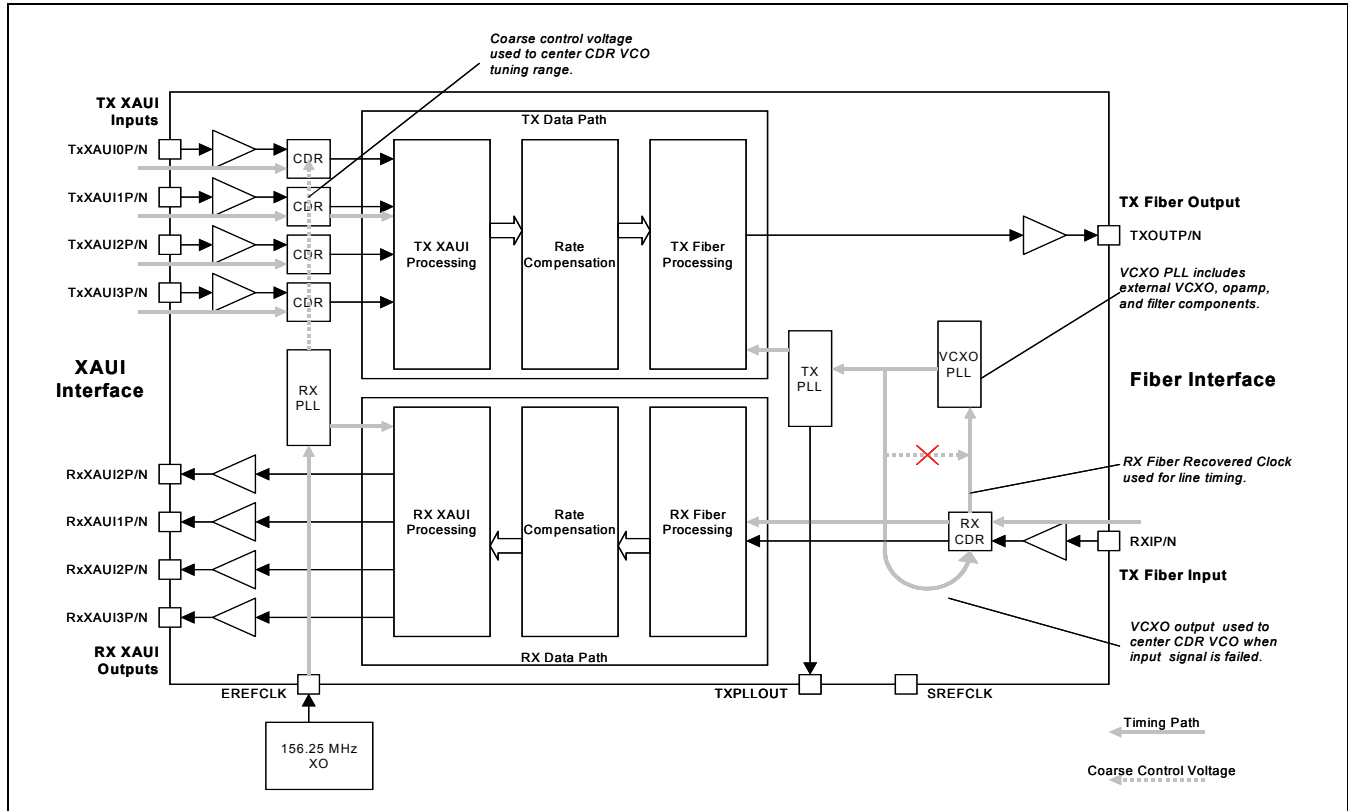 Coarse control voltage
used to center CDR VCO
tuning range.
TX XAUI
Inputs
TX Data Path
TxXAUI0P/N
CDR
TxXAUI1P/N
CDR
TxXAUI2P/N
CDR
TxXAUI3P/N
CDR
TX XAUI
Processing
Rate
Compensation
TX Fiber
Processing
TX Fiber Output
TXOUTP/N
VCXO PLL includes
external VCXO, opamp,
and filter components.
XAUI
Interface
RX
PLL
TX
PLL
VCXO
PLL
Fiber Interface
RxXAUI2P/N
RxXAUI1P/N
RxXAUI2P/N
RxXAUI3P/N
RX XAUI
Outputs
RX XAUI
Processing
Rate
Compensation
RX Fiber
Processing
RX Data Path
RX Fiber Recovered Clock
used for line timing.
RX
CDR
RXIP/N
TX Fiber Input
VCXO output used to
center CDR VCO when
input signal is failed.
EREFCLK
TXPLLOUT
SREFCLK
156.25 MHz
XO
Timing Path
Coarse Control Voltage